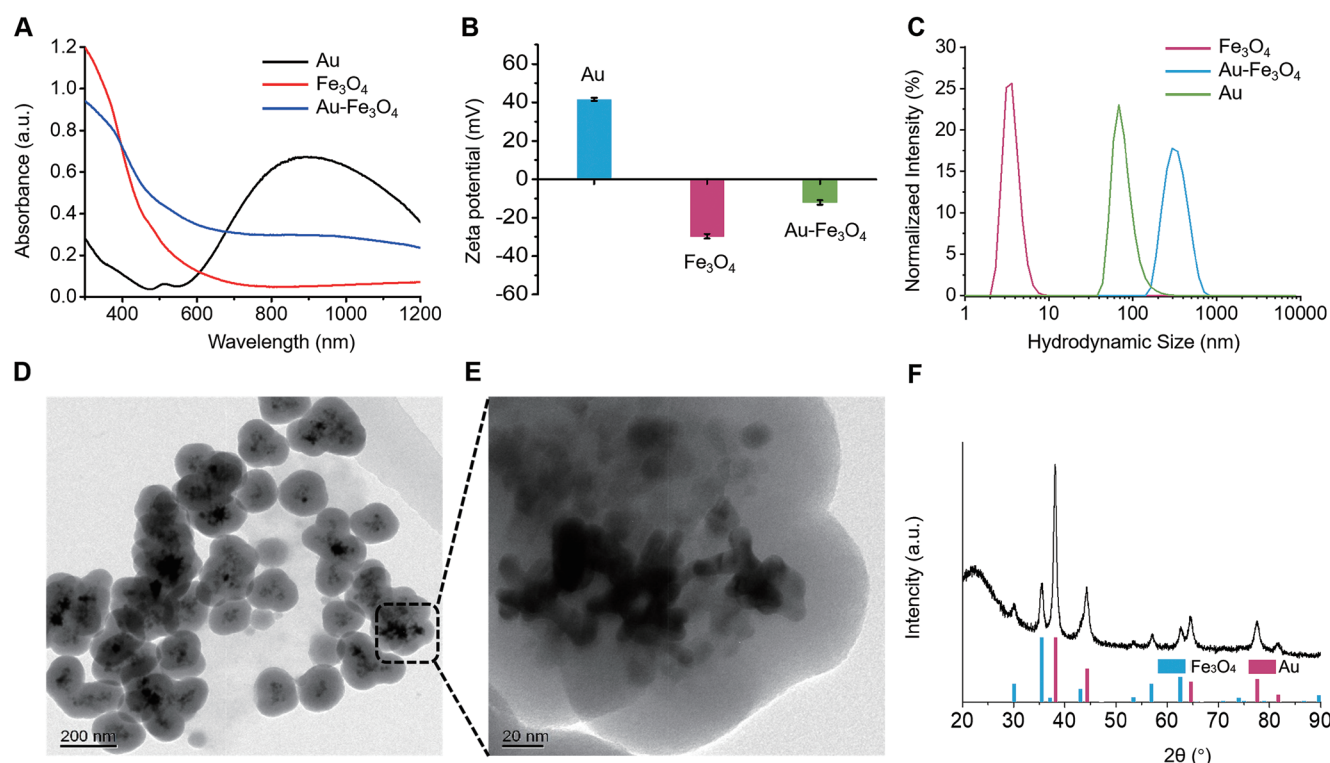 A
Absorbance (a.u.)
1.2
1.0
0.8
0.6
0.4
0.2
0.0
400
600
800
1000
1200
Wavelength (nm)
Au
Fe₃O₄
Au-Fe₃O₄
B
Zeta potential (mV)
60
40
20
0
-20
-40
-60
Au
Fe₃O₄
Au-Fe₃O₄
C
Normalizaed Intensity (%)
30
25
20
15
10
5
0
1
10
100
1000
10000
Hydrodynamic Size (nm)
Fe₃O₄
Au-Fe₃O₄
Au
D
200 nm
E
20 nm
F
Intencity (a.u.)
Fe₃O₄
Au
20
30
40
50
60
70
80
90
2θ (°)